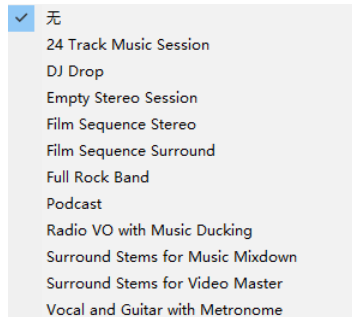 无
24 Track Music Session
DJ Drop
Empty Stereo Session
Film Sequence Stereo
Film Sequence Surround
Full Rock Band
Podcast
Radio VO with Music Ducking
Surround Stems for Music Mixdown
Surround Stems for Video Master
Vocal and Guitar with Metronome